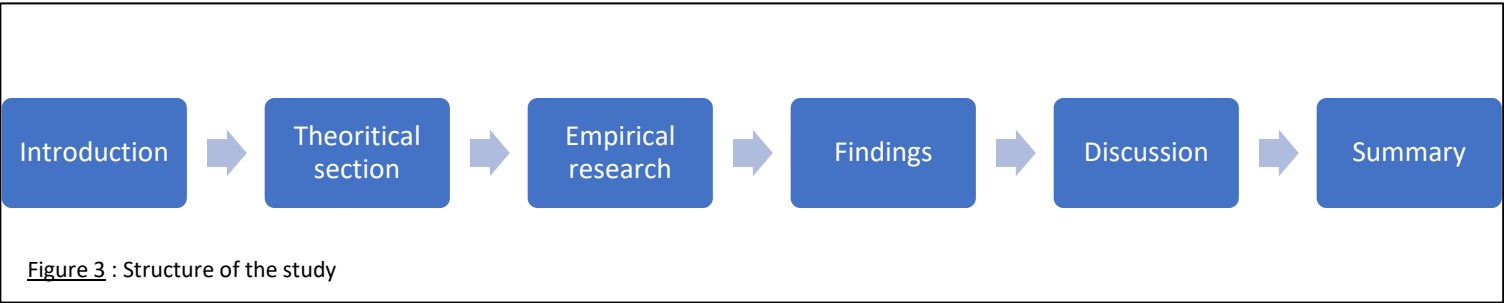 Introduction
Theoritical
section
Empirical
research
Findings
Discussion
Summary
Figure 3 : Structure of the study